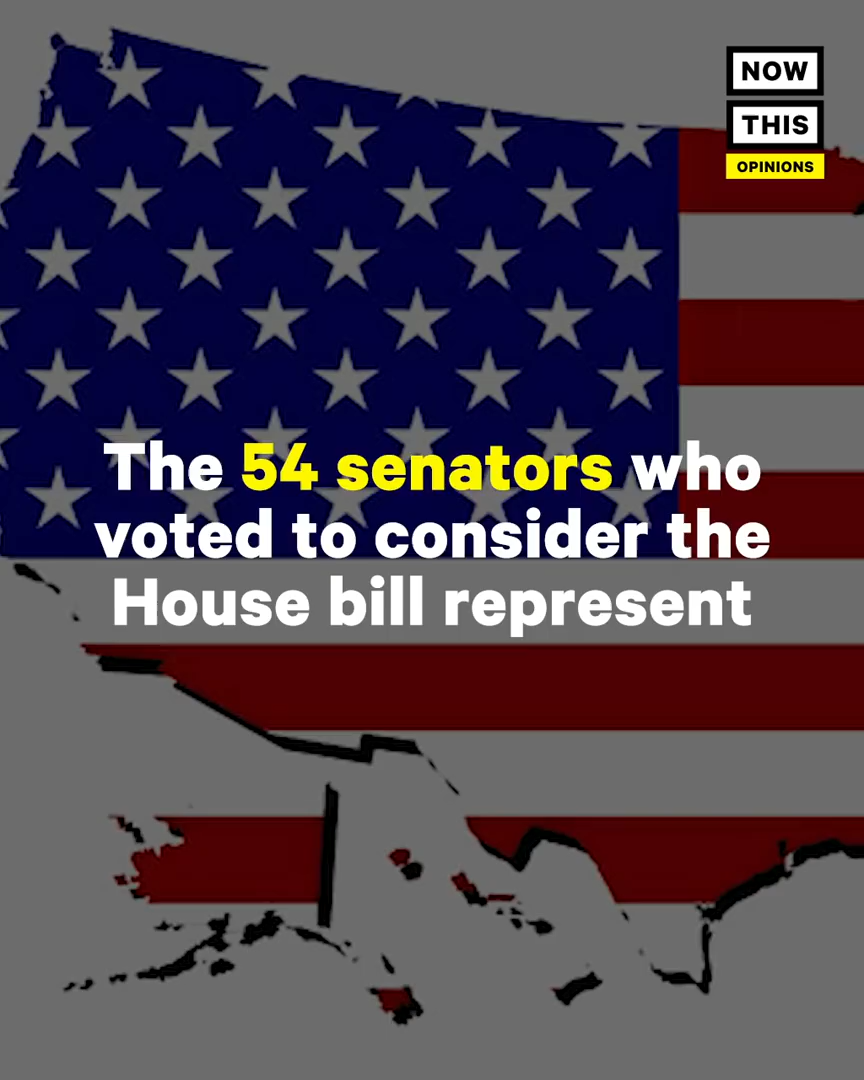 NOW
THIS
OPINIONS
The 54 senators who
voted to consider the
House bill represent